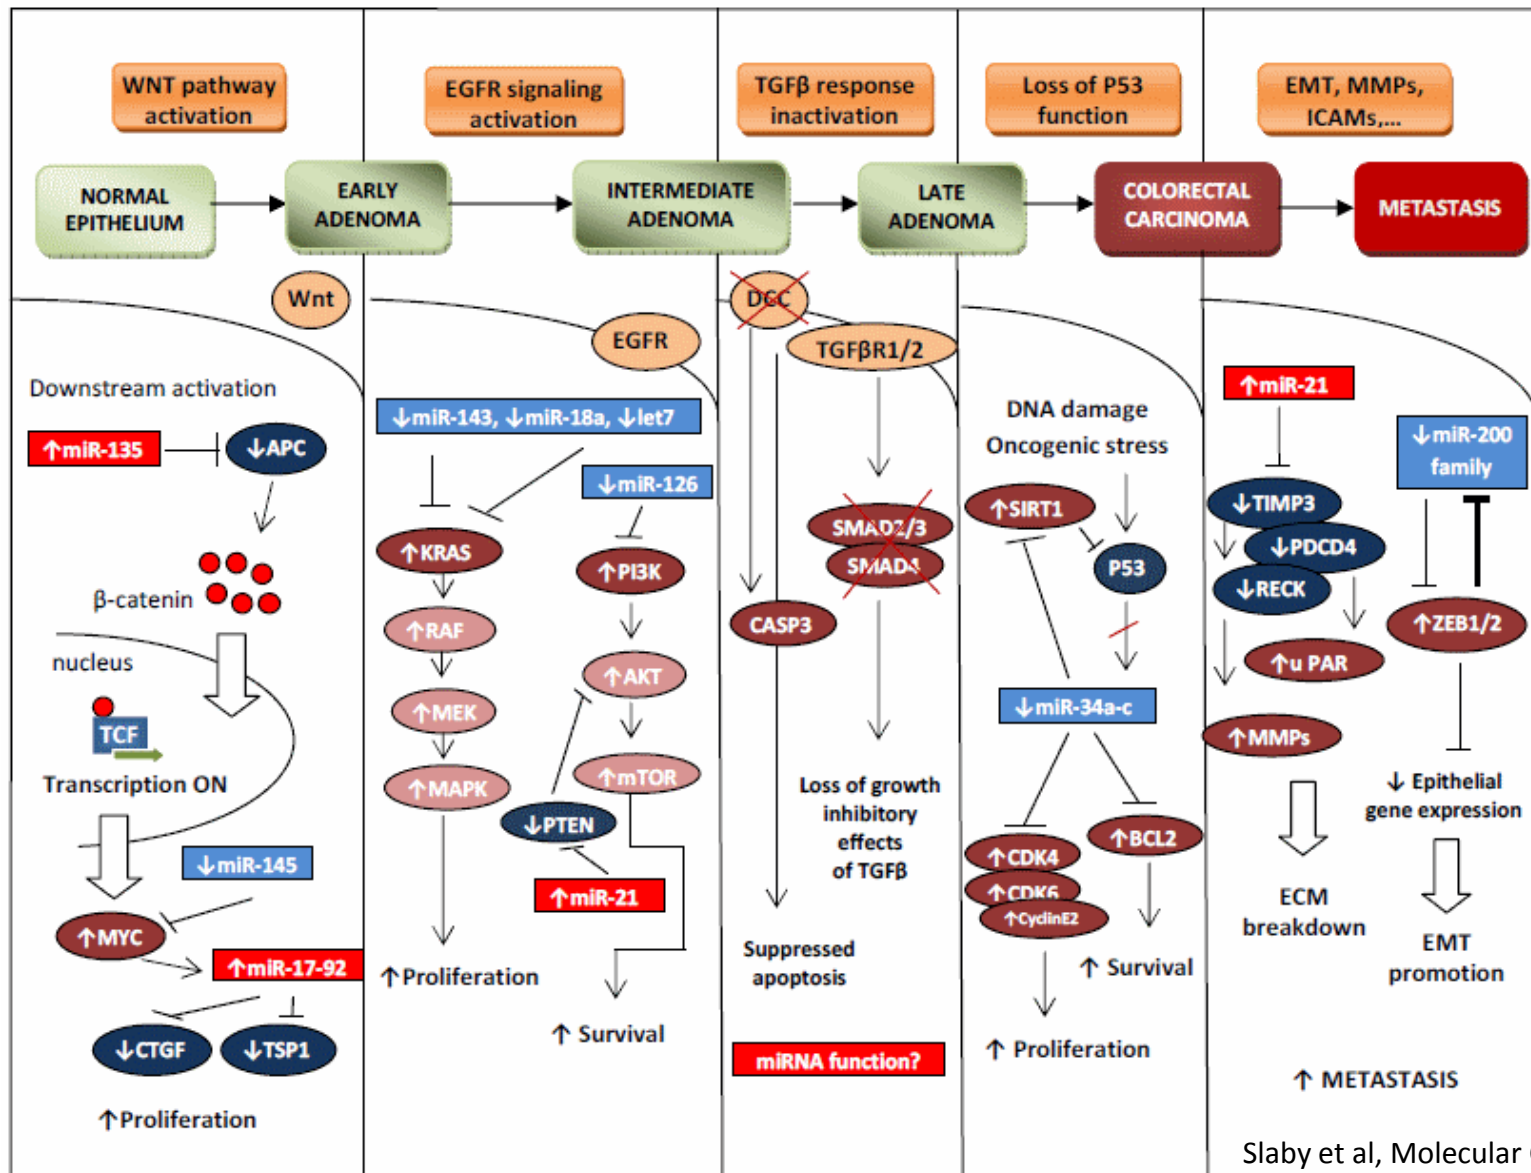 WNT pathway
activation
EGFR signaling
activation
TGFβ response
inactivation
Loss of P53
function
EMT, MMPs,
ICAMs,...
NORMAL
EPITHELIUM
EARLY
ADENOMA
INTERMEDIATE
ADENOMA
LATE
ADENOMA
COLORECTAL
CARCINOMA
METASTASIS
Wnt
Downstream activation
↑miR-135
↓APC
β-catenin
nucleus
TCF
Transcription ON
↓miR-145
↑MYC
↑miR-17-92
↓CTGF
↓TSP1
↑Proliferation
EGFR
↓miR-143, ↓miR-18a, ↓let7
↓miR-126
↑KRAS
↑PI3K
↑RAF
↑AKT
↑MEK
↑mTOR
↑MAPK
↓PTEN
↑miR-21
↑Proliferation
↑ Survival
DCC
TGFβR1/2
SMAD2/3
SMAD4
CASP3
Loss of growth
inhibitory
effects
of TGFβ
Suppressed
apoptosis
miRNA function?
DNA damage
Oncogenic stress
↑SIRT1
P53
↓miR-34a-c
↑CDK4
↑CDK6
↑CyclinE2
↑BCL2
↑ Survival
↑ Proliferation
↑miR-21
↓miR-200
family
↓TIMP3
↓PDCD4
↓RECK
↑ZEB1/2
↑u PAR
↑MMPs
↓ Epithelial
gene expression
ECM
breakdown
EMT
promotion
↑ METASTASIS
Slaby et al, Molecular